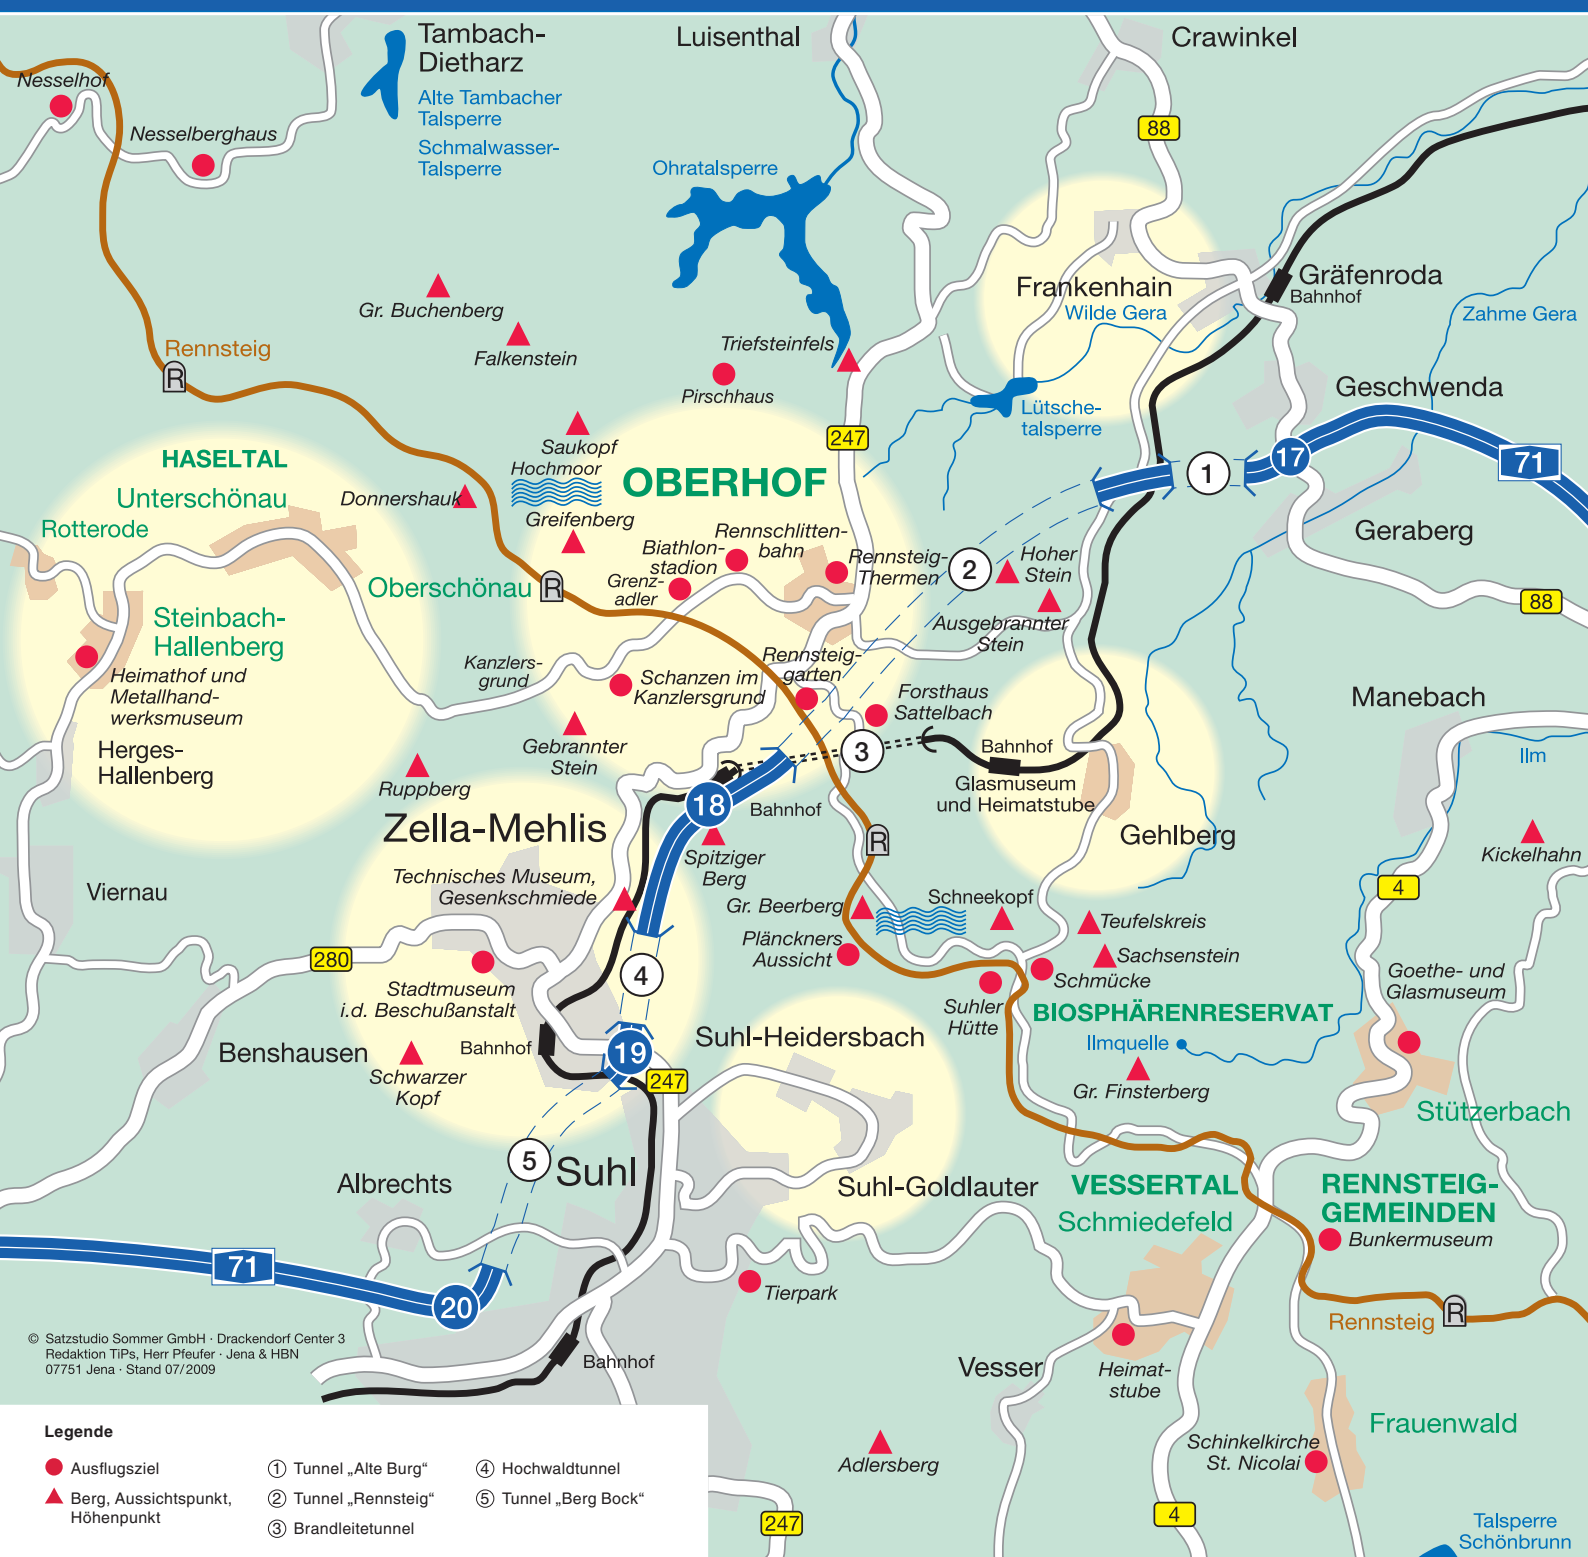 Tambach-
Dietharz
Alte Tambacher
Talsperre
Schmalwasser-
Talsperre
Luisenthal
Crawinkel
Nesselhof
Nesselberghaus
88
Ohratalsperre
Frankenhain
Wilde Gera
Gräfenroda
Bahnhof
Zahme Gera
Gr. Buchenberg
Falkenstein
Rennsteig
R
Triefsteinfels
Pirschhaus
Geschwenda
Lütsche-
talsperre
Saukopf
Hochmoor
247
HASELTAL
Unterschönau
Rotterode
Donnershauk
OBERHOF
1
17
71
Greifenberg
Rennschlitten-
bahn
Biathlon-
stadion
Grenz-
adler
Rennsteig-
Thermen
2
Hoher
Stein
Geraberg
Oberschönau
R
Ausgebrannter
Stein
88
Steinbach-
Hallenberg
Heimathof und
Metallhand-
werksmuseum
Kanzlers-
grund
Schanzen im
Kanzlersgrund
Rennsteig-
garten
Forsthaus
Sattelbach
Manebach
Herges-
Hallenberg
Gebrannter
Stein
3
Bahnhof
Glasmuseum
und Heimatstube
Ilm
Ruppberg
18
Bahnhof
Zella-Mehlis
Gehlberg
R
Spitziger
Berg
Kickelhahn
Technisches Museum,
Gesenkschmiede
Viernau
4
Gr. Beerberg
Schneekopf
Teufelskreis
Plänckners
Aussicht
Sachsenstein
280
4
Schmücke
Goethe- und
Glasmuseum
Stadtmuseum
i.d. Beschußanstalt
Suhler
Hütte
BIOSPHÄRENRESERVAT
Suhl-Heidersbach
Ilmquelle
Benshausen
Bahnhof
19
247
Schwarzer
Kopf
Gr. Finsterberg
Stützerbach
5
Suhl
Albrechts
Suhl-Goldlauter
VESSERTAL
Schmiedefeld
RENNSTEIG-
GEMEINDEN
Bunkermuseum
71
20
Tierpark
Rennsteig
R
© Satzstudio Sommer GmbH · Drackendorf Center 3
Redaktion TiPs, Herr Pfeufer · Jena & HBN
07751 Jena · Stand 07/2009
Bahnhof
Vesser
Heimat-
stube
Frauenwald
Schinkelkirche
St. Nicolai
Adlersberg
4
247
Talsperre
Schönbrunn
Legende
Ausflugsziel
Berg, Aussichtspunkt,
Höhenpunkt
1 Tunnel „Alte Burg“
2 Tunnel „Rennsteig“
3 Brandleitetunnel
4 Hochwaldtunnel
5 Tunnel „Berg Bock“